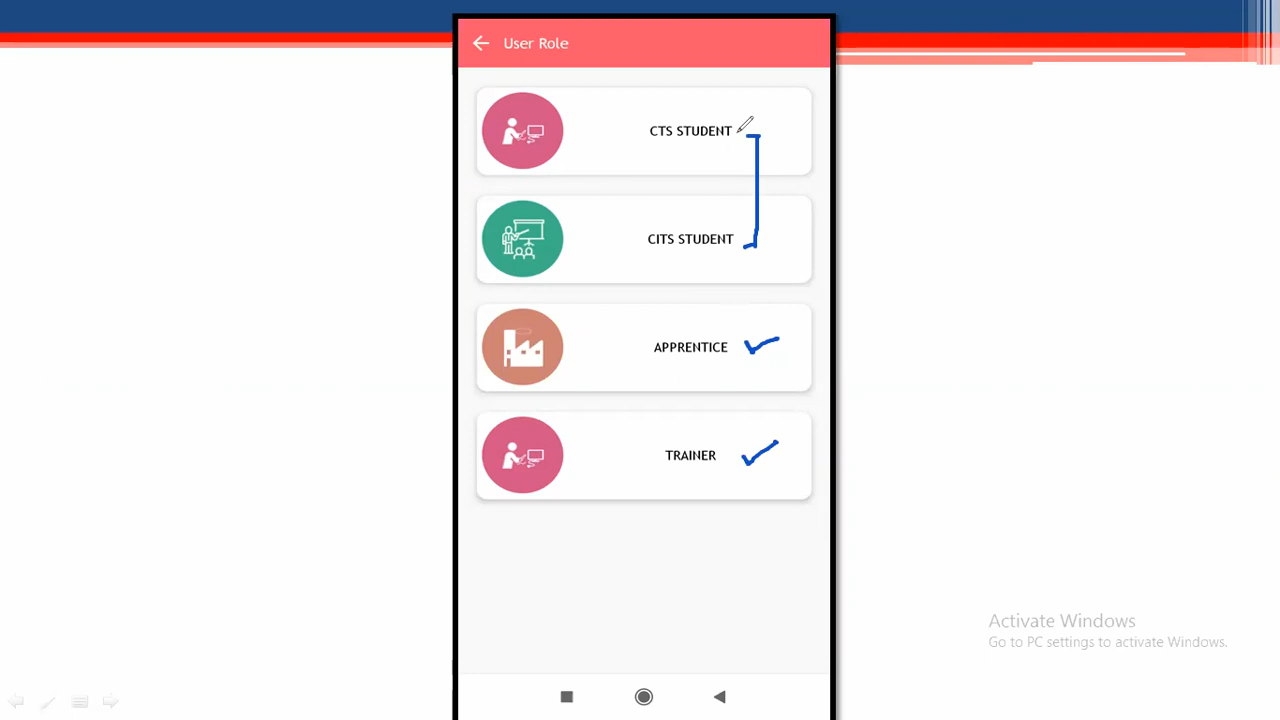 User Role
CTS STUDENT
CITS STUDENT
APPRENTICE
TRAINER
Activate Windows
Go to PC settings to activate Windows.